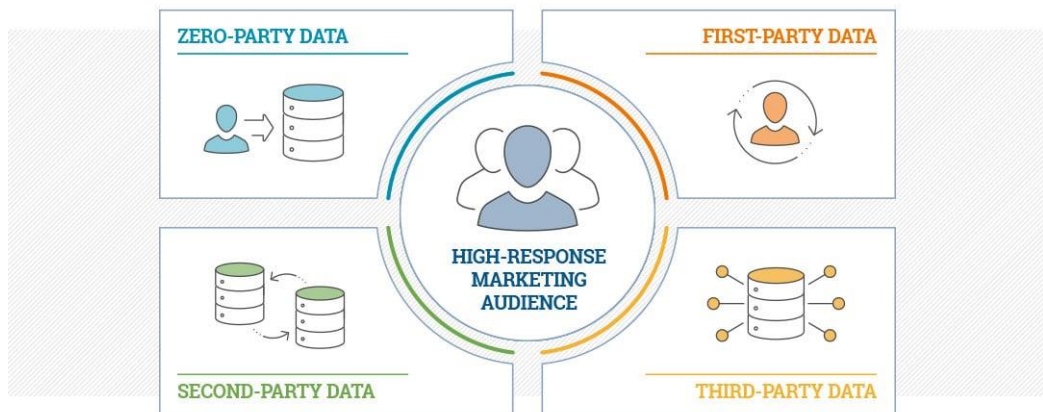 ZERO-PARTY DATA
FIRST-PARTY DATA
HIGH-RESPONSE
MARKETING
AUDIENCE
SECOND-PARTY DATA
THIRD-PARTY DATA